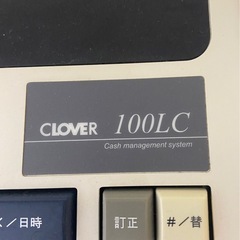 CLOVER 100LC
Cash management system
／日時
訂正
#／替